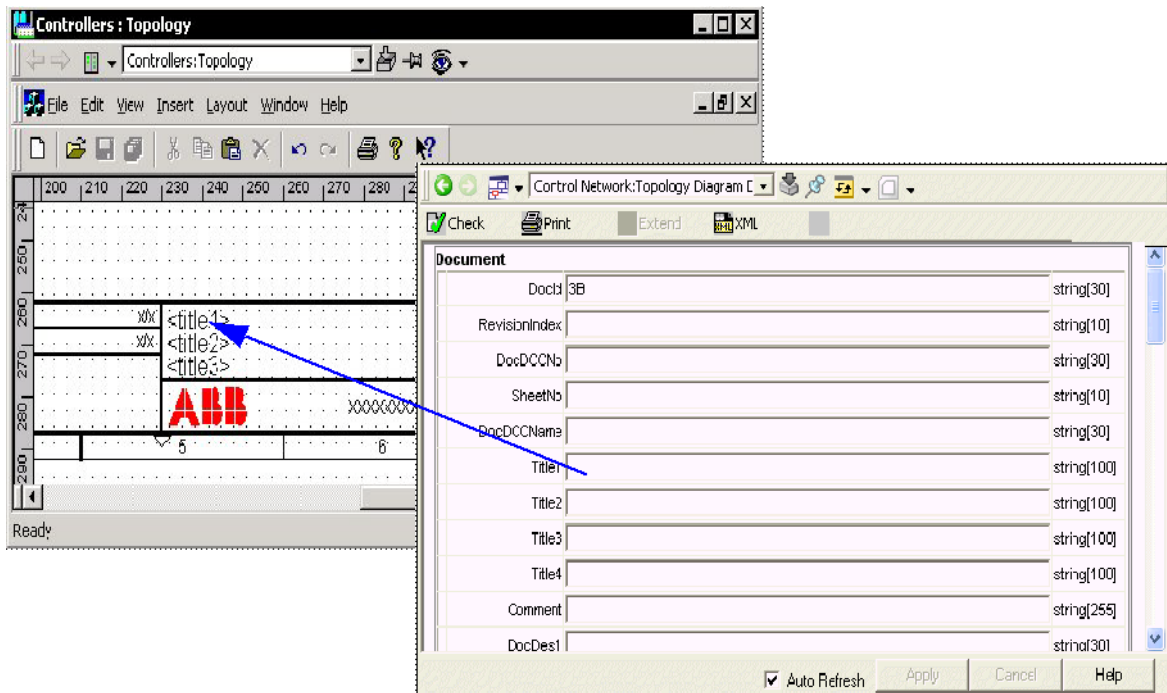 Controllers : Topology
Controllers:Topology
File Edit View Insert Layout Window Help
200 210 220 230 240 250 260 270 280
250
260
270
280
290
x/x <title1>
x/x <title2>
<title3>
ABB
5 6
Ready
Control Network:Topology Diagram D
Check Print Extend XML
Document
DocId 3B string[30]
RevisionIndex string[10]
DocDCCNo string[30]
SheetNo string[10]
DocDCCName string[30]
Title1 string[100]
Title2 string[100]
Title3 string[100]
Title4 string[100]
Comment string[255]
DocDes1 string[30]
Auto Refresh Apply Cancel Help